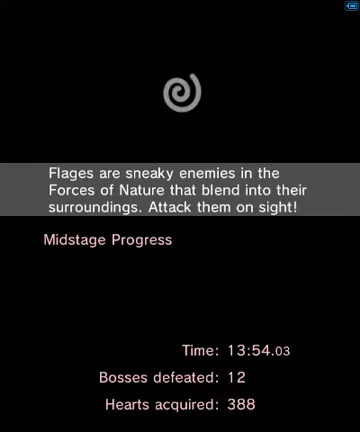 Flages are sneaky enemies in the
Forces of Nature that blend into their
surroundings. Attack them on sight!
Midstage Progress
Time: 13:54.03
Bosses defeated: 12
Hearts acquired: 388